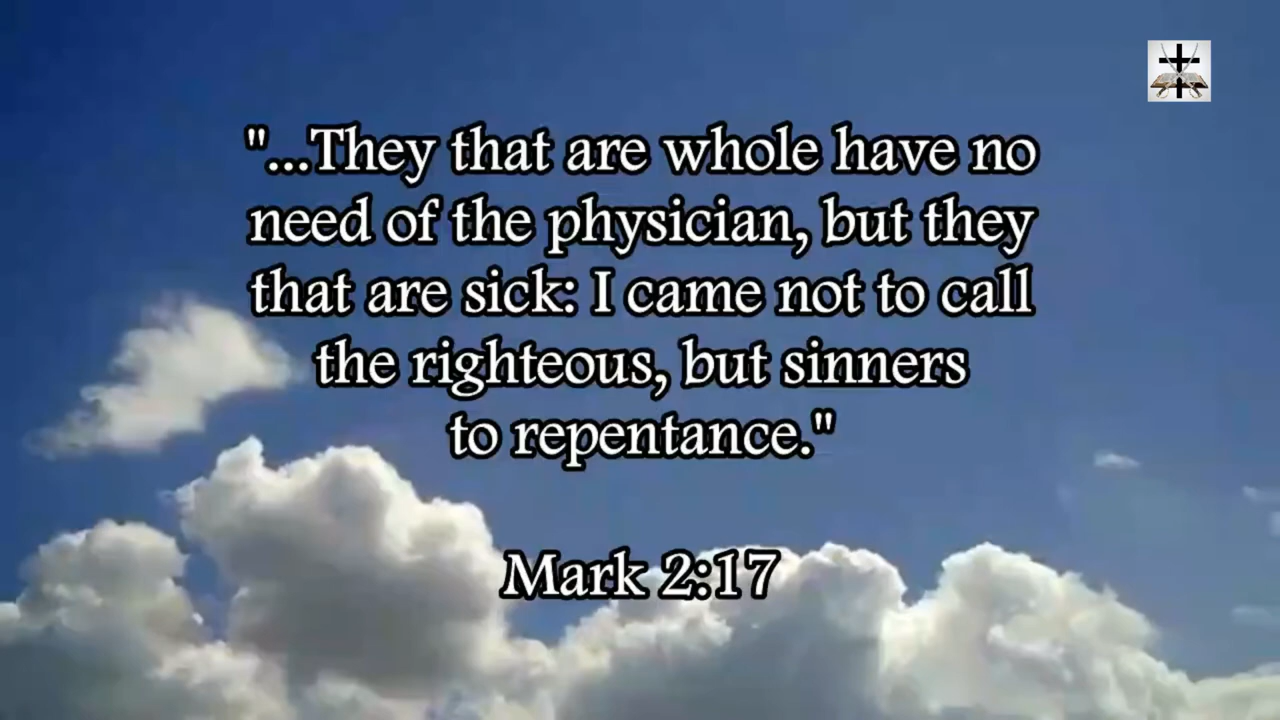 "...They that are whole have no
need of the physician, but they
that are sick: I came not to call
the righteous, but sinners
to repentance."
Mark 2:17